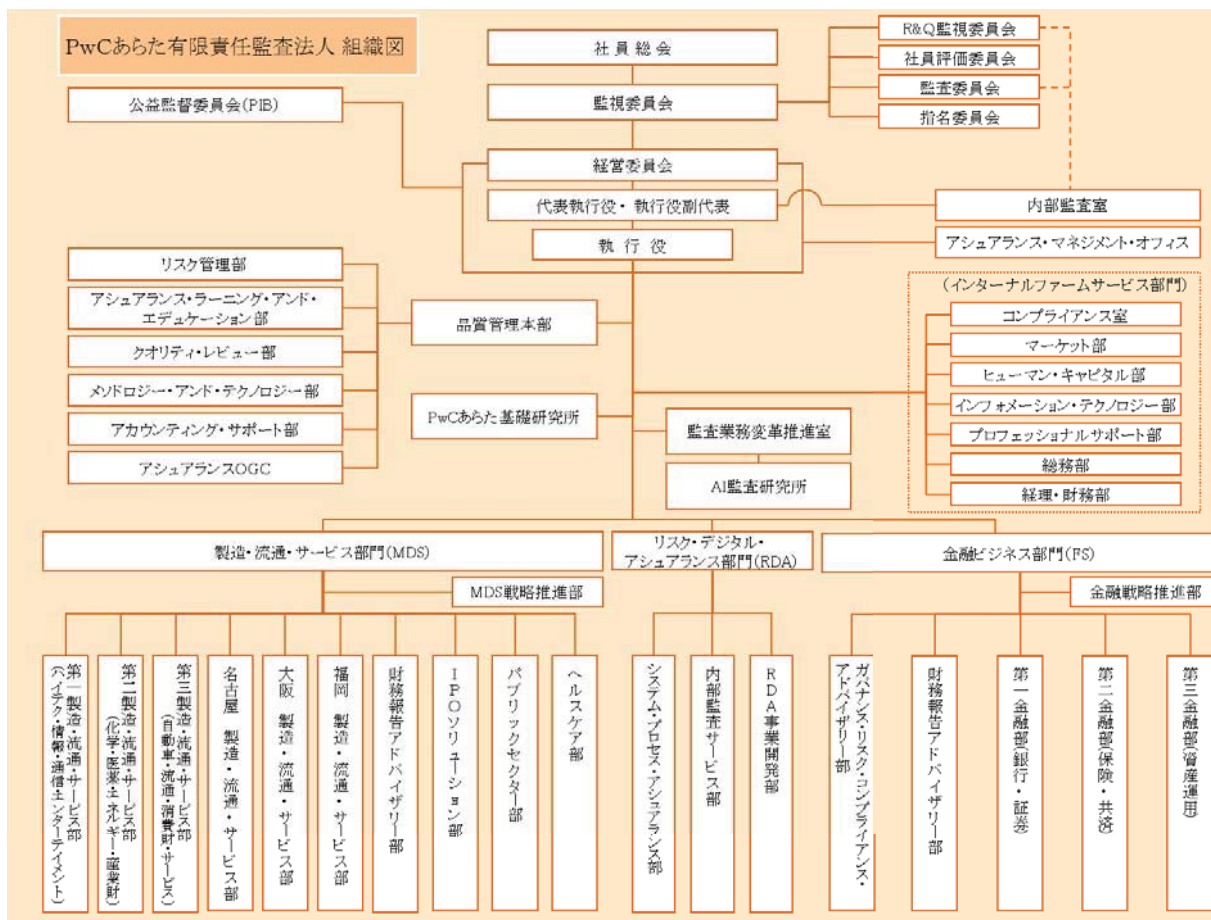 PwCあらた有限責任監査法人 組織図
社員総会
監視委員会
R&Q監視委員会
社員評価委員会
監査委員会
指名委員会
公益監督委員会(PIB)
経営委員会
代表執行役・執行役副代表
執行役
内部監査室
アシュアランス・マネジメント・オフィス
リスク管理部
アシュアランス・ラーニング・アンド・
エデュケーション部
クオリティ・レビュー部
メソドロジー・アンド・テクノロジー部
アカウンティング・サポート部
アシュアランスOGC
品質管理本部
PwCあらた基礎研究所
監査業務変革推進室
AI監査研究所
(インターナルファームサービス部門)
コンプライアンス室
マーケット部
ヒューマン・キャピタル部
インフォメーション・テクノロジー部
プロフェッショナルサポート部
総務部
経理・財務部
製造・流通・サービス部門(MDS)
MDS戦略推進部
第一製造・流通・サービス部
(ハイテク・情報・通信エンターテイメント)
第二製造・流通・サービス部
(化学・医薬・エネルギー・産業財)
第三製造・流通・サービス部
(自動車・流通・消費財・サービス)
名古屋 製造・流通・サービス部
大阪 製造・流通・サービス部
福岡 製造・流通・サービス部
財務報告アドバイザリー部
IPOソリューション部
パブリックセクター部
ヘルスケア部
リスク・デジタル・
アシュアランス部門(RDA)
システム・プロセス・アシュアランス部
内部監査サービス部
RDA事業開発部
金融ビジネス部門(FS)
金融戦略推進部
ガバナンス・リスク・コンプライアンス・
アドバイザリー部
財務報告アドバイザリー部
第一金融部(銀行・証券)
第二金融部(保険・共済)
第三金融部(資産運用)